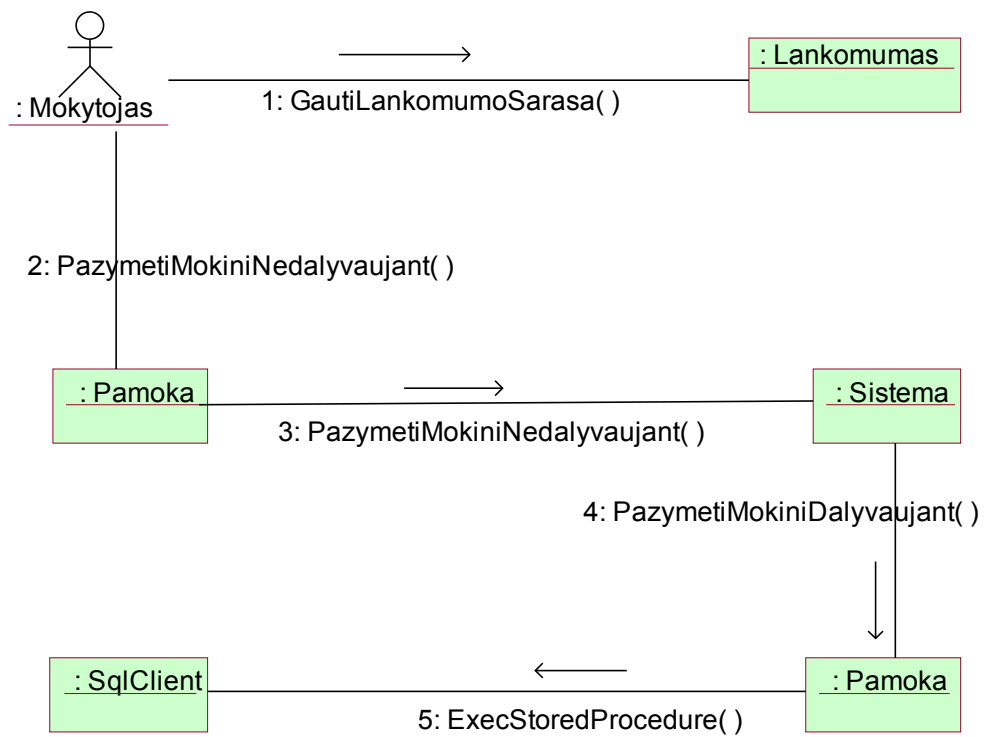 : Lankomumas
: Mokytojas
1: GautiLankomumoSarasa( )
2: PazymetiMokiniNedalyvaujant( )
: Pamoka
: Sistema
3: PazymetiMokiniNedalyvaujant( )
4: PazymetiMokiniDalyvaujant( )
: SqlClient
: Pamoka
5: ExecStoredProcedure( )